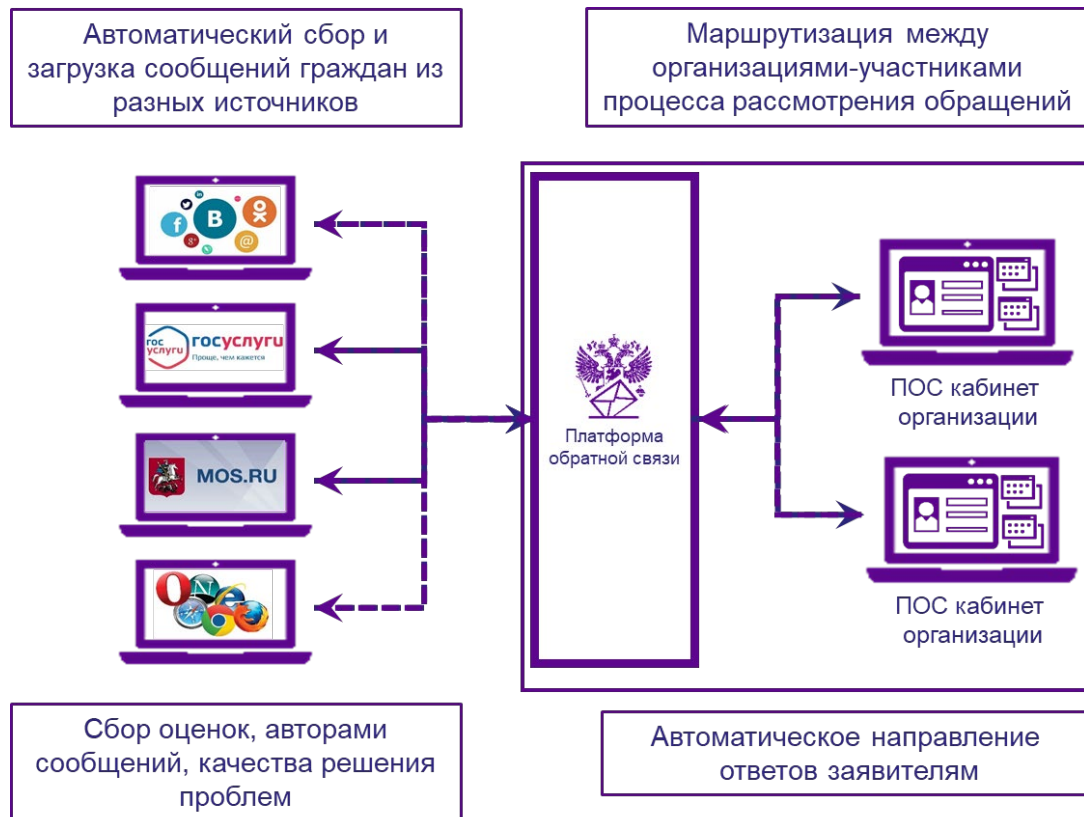 Автоматический сбор и
загрузка сообщений граждан из
разных источников
Маршрутизация между
организациями-участниками
процесса рассмотрения обращений
гос
услуги
госуслуги
Проще, чем кажется
MOS.RU
Платформа
обратной связи
ПОС кабинет
организации
ПОС кабинет
организации
Сбор оценок, авторами
сообщений, качества решения
проблем
Автоматическое направление
ответов заявителям